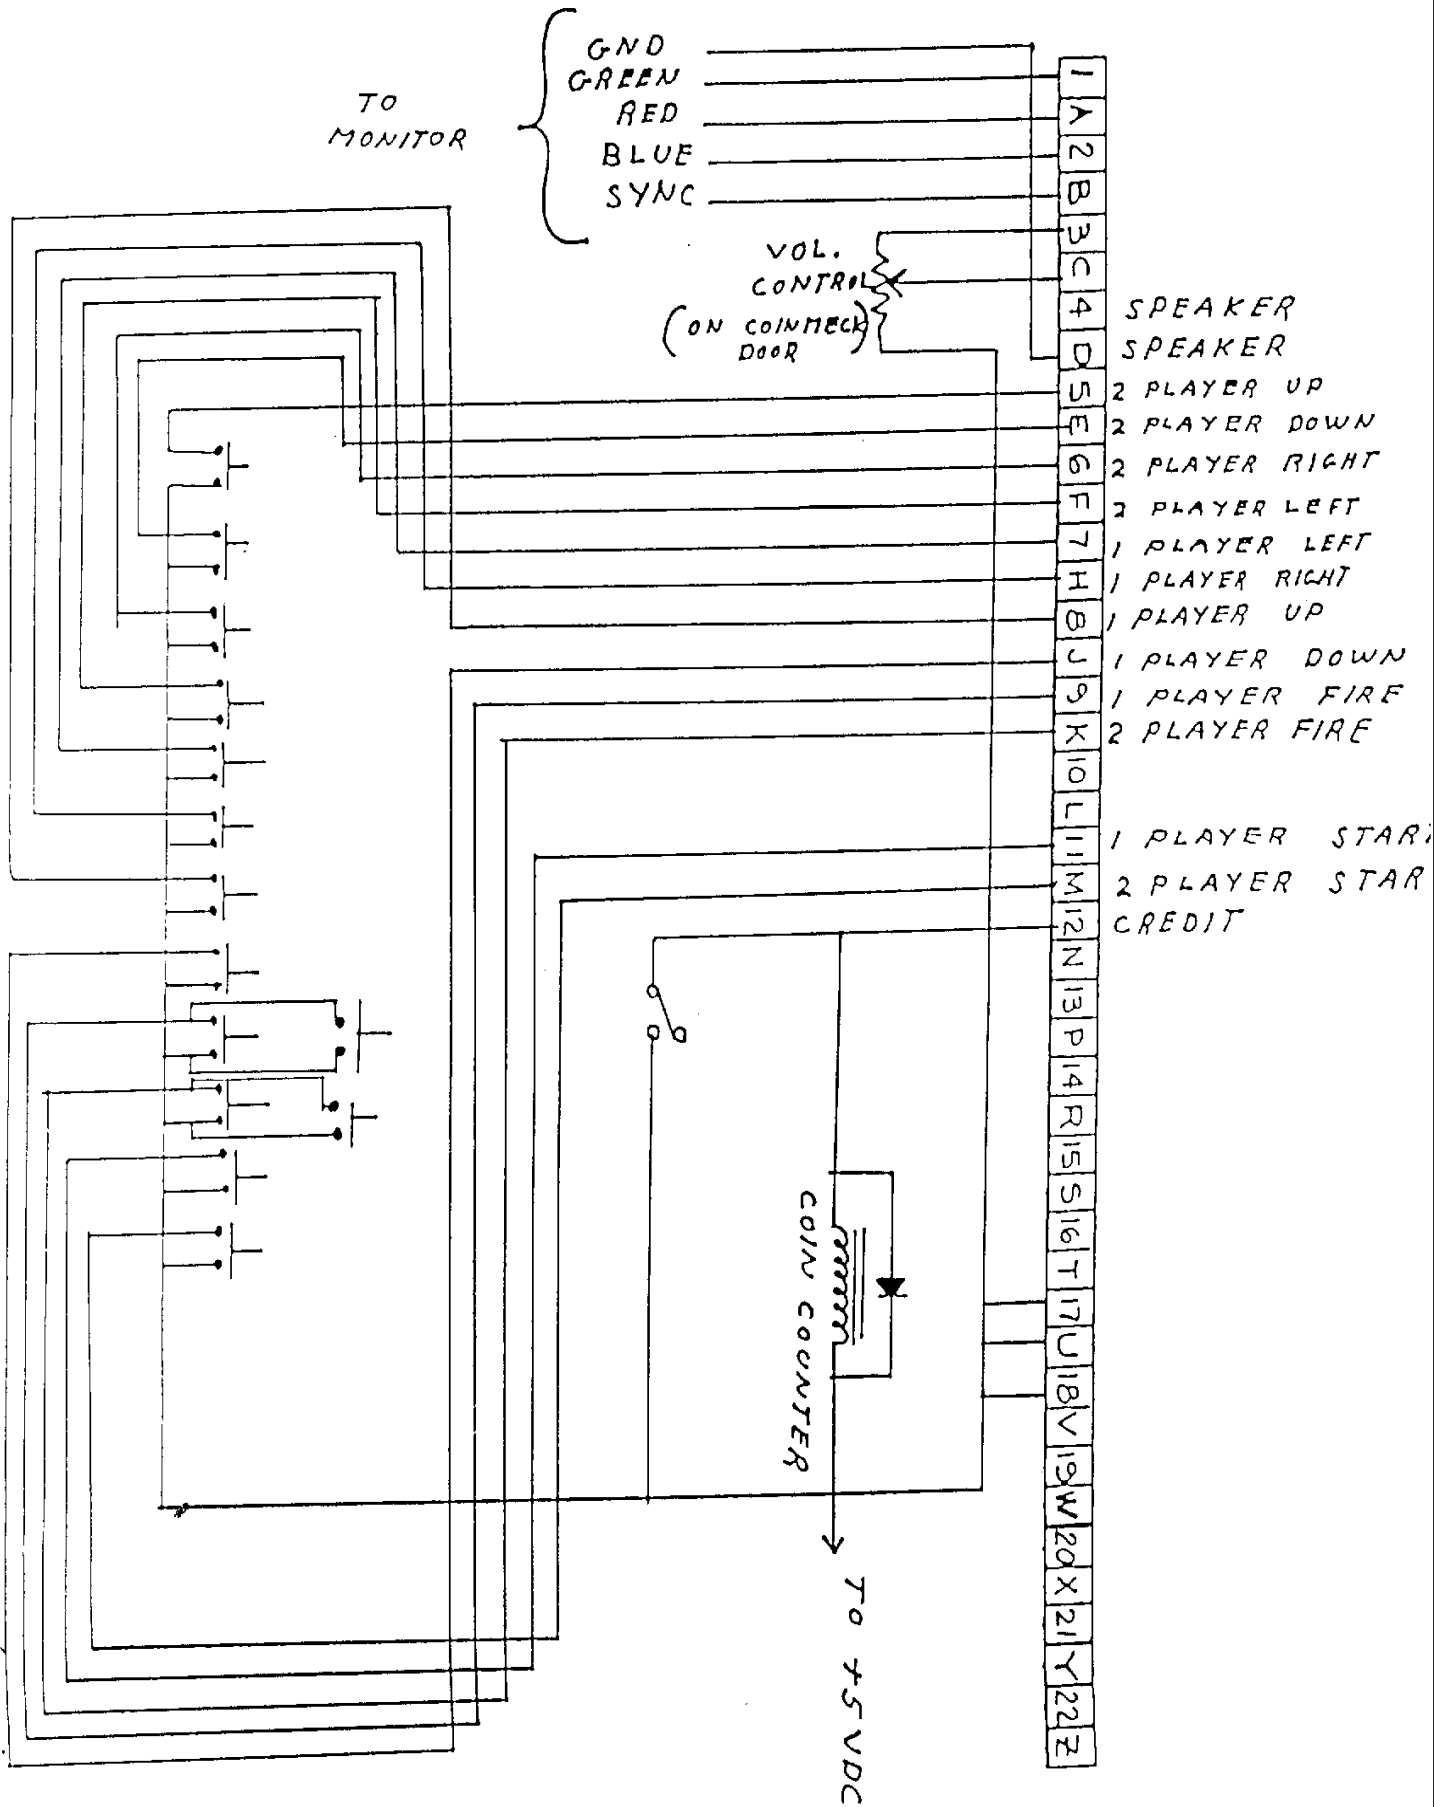 TO
MONITOR
GND
GREEN
RED
BLUE
SYNC
VOL.
CONTROL
(ON COINMECH
DOOR)
1
A
2
B
3
C
4 SPEAKER
D SPEAKER
5 2 PLAYER UP
E 2 PLAYER DOWN
6 2 PLAYER RIGHT
F 2 PLAYER LEFT
7 1 PLAYER LEFT
H 1 PLAYER RIGHT
8 1 PLAYER UP
J 1 PLAYER DOWN
9 1 PLAYER FIRE
K 2 PLAYER FIRE
10
L
11 1 PLAYER START
M 2 PLAYER STAR
12 CREDIT
N
13
P
14
R
15
S
16
T
17
U
18
V
19
W
20
X
21
Y
22
Z
COIN COUNTER
TO +5 VDC